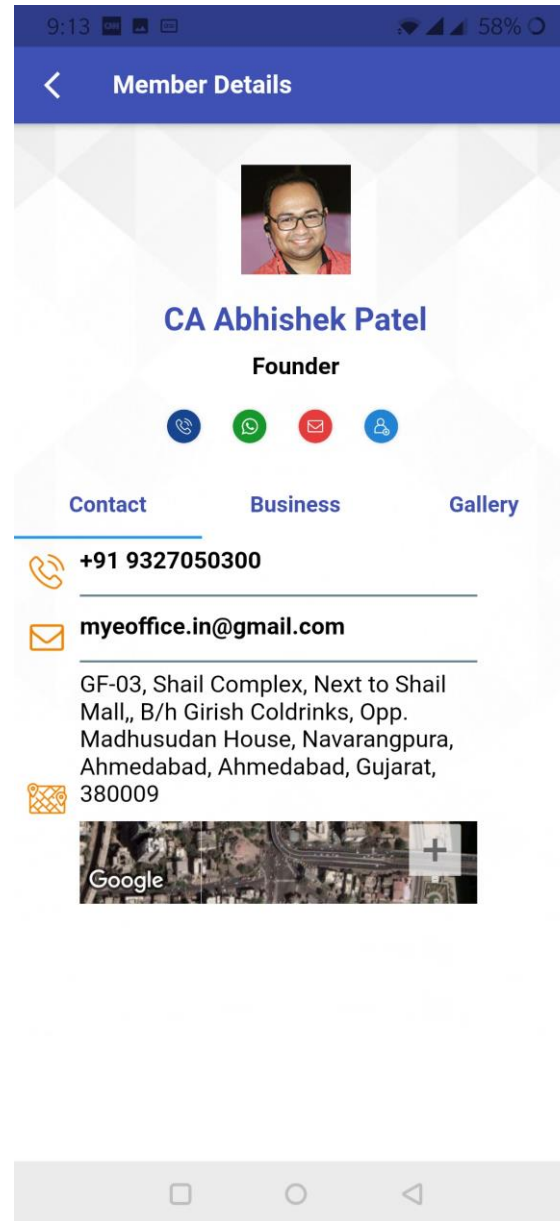 9:13
58%
Member Details
CA Abhishek Patel
Founder
Contact
Business
Gallery
+91 9327050300
myeoffice.in@gmail.com
GF-03, Shail Complex, Next to Shail
Mall,, B/h Girish Coldrinks, Opp.
Madhusudan House, Navarangpura,
Ahmedabad, Ahmedabad, Gujarat,
380009
+
Google